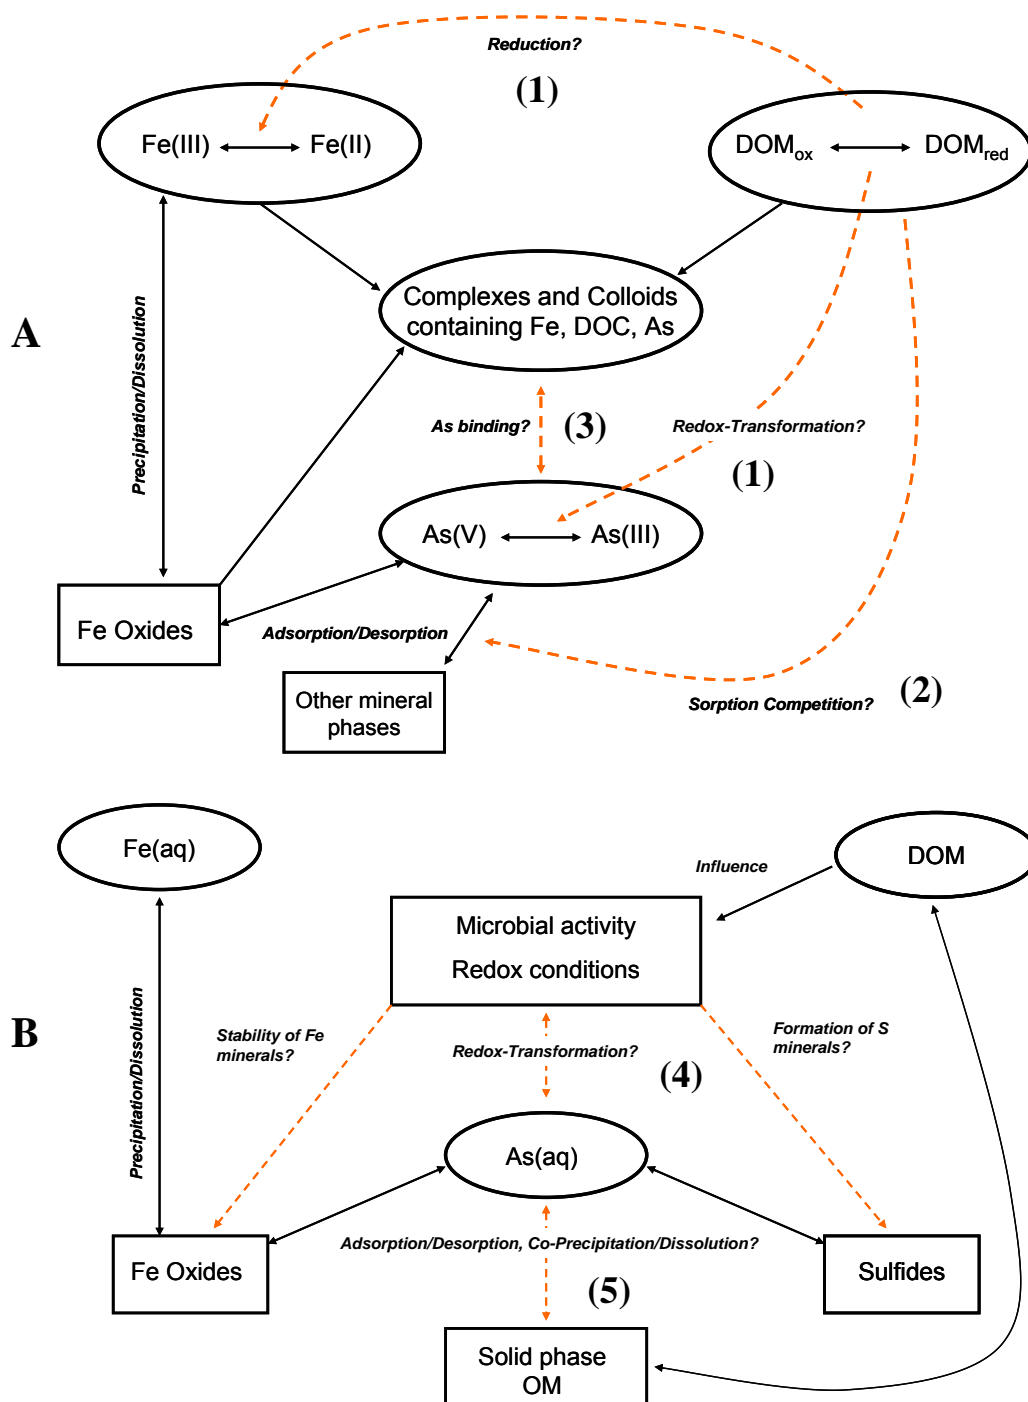 Reduction?
(1)
Fe(III)
Fe(II)
DOMox
DOMred
Complexes and Colloids
containing Fe, DOC, As
A
Precipitation/Dissolution
As binding?
(3)
Redox-Transformation?
(1)
As(V)
As(III)
Fe Oxides
Adsorption/Desorption
Other mineral
phases
Sorption Competition?
(2)
Fe(aq)
DOM
Influence
Microbial activity
Redox conditions
B
Precipitation/Dissolution
Stability of Fe
minerals?
Redox-Transformation?
(4)
Formation of S
minerals?
As(aq)
Adsorption/Desorption, Co-Precipitation/Dissolution?
Fe Oxides
Sulfides
(5)
Solid phase
OM